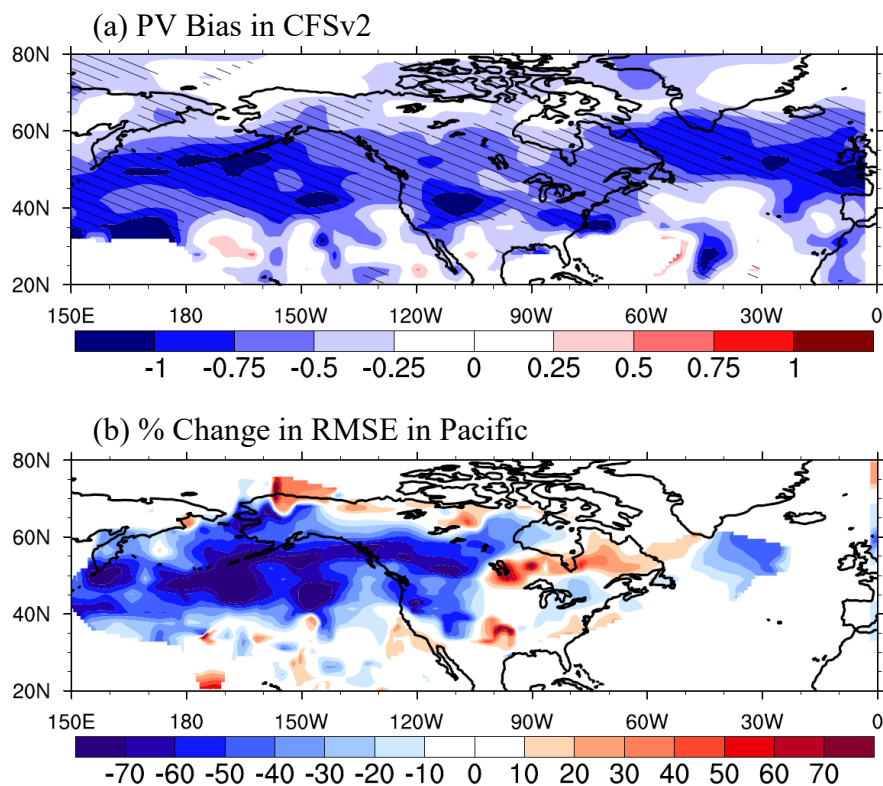 (a) PV Bias in CFSv2
80N
60N
40N
20N
150E 180 150W 120W 90W 60W 30W 0
-1 -0.75 -0.5 -0.25 0 0.25 0.5 0.75 1
(b) % Change in RMSE in Pacific
80N
60N
40N
20N
150E 180 150W 120W 90W 60W 30W 0
-70 -60 -50 -40 -30 -20 -10 0 10 20 30 40 50 60 70